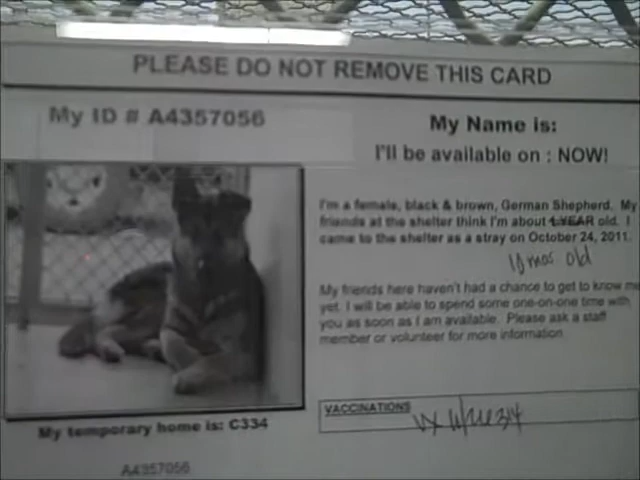 PLEASE DO NOT REMOVE THIS CARD
My ID # A4357056
My Name is:
I'll be available on : NOW!
I'm a female, black & brown, German Shepherd. My
friends at the shelter think I'm about 1 YEAR old. I
came to the shelter as a stray on October 24, 2011.
10 mos old
My friends here haven't had a chance to get to know me
yet. I will be able to spend some one-on-one time with
you as soon as I am available. Please ask a staff
member or volunteer for more information.
VACCINATIONS
My temporary home is: C334
A4357056